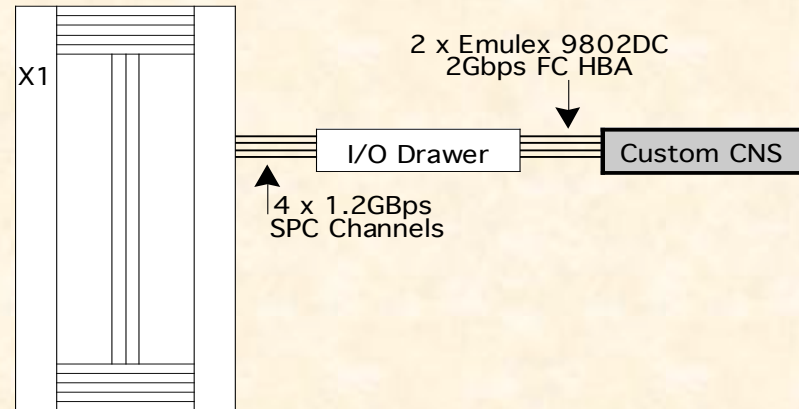 X1
2 x Emulex 9802DC
2Gbps FC HBA
I/O Drawer
Custom CNS
4 x 1.2GBps
SPC Channels